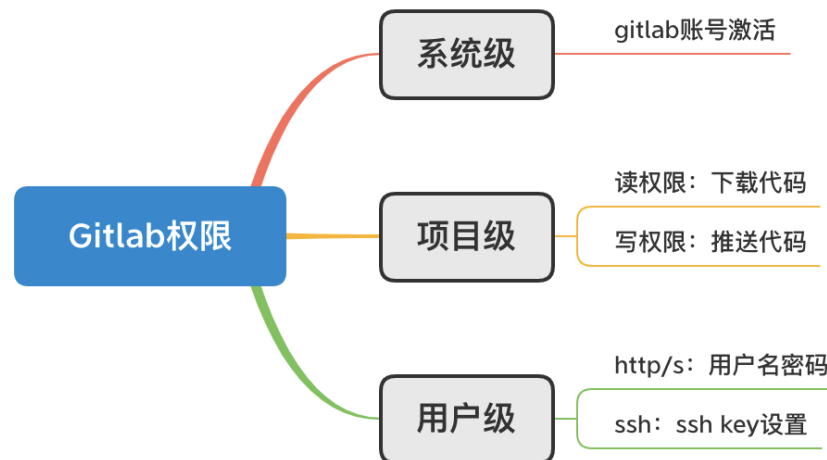 gitlab账号激活
系统级
读权限：下载代码
Gitlab权限
项目级
写权限：推送代码
http/s：用户名密码
用户级
ssh：ssh key设置